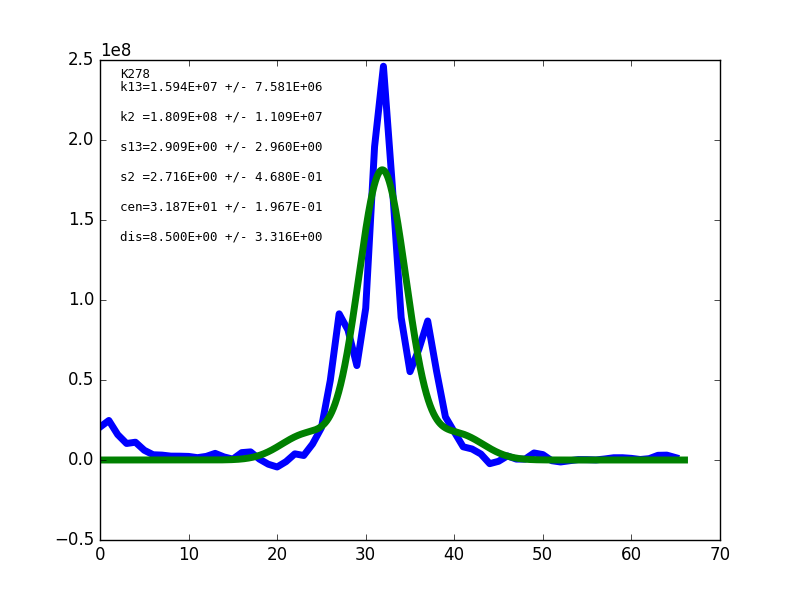 1e8
2.5
2.0
1.5
1.0
0.5
0.0
−0.5
K278
k13=1.594E+07 +/- 7.581E+06
k2 =1.809E+08 +/- 1.109E+07
s13=2.909E+00 +/- 2.960E+00
s2 =2.716E+00 +/- 4.680E-01
cen=3.187E+01 +/- 1.967E-01
dis=8.500E+00 +/- 3.316E+00
0 10 20 30 40 50 60 70